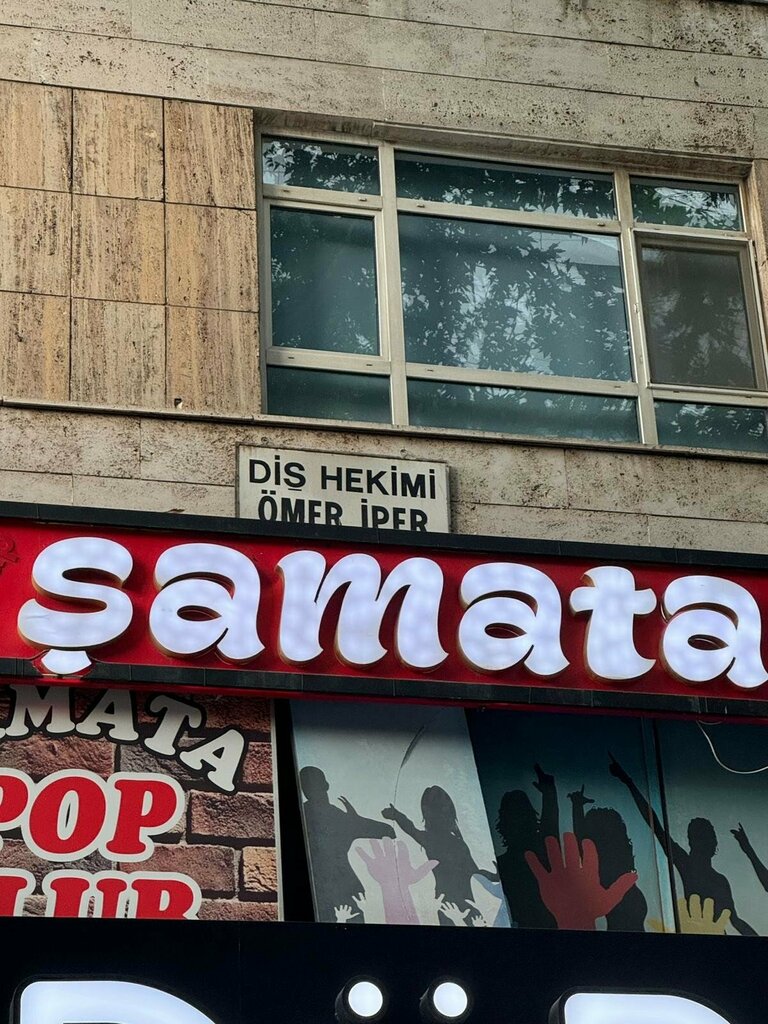 DİŞ HEKİMİ
ÖMER İPER
şamata
MATA
POP